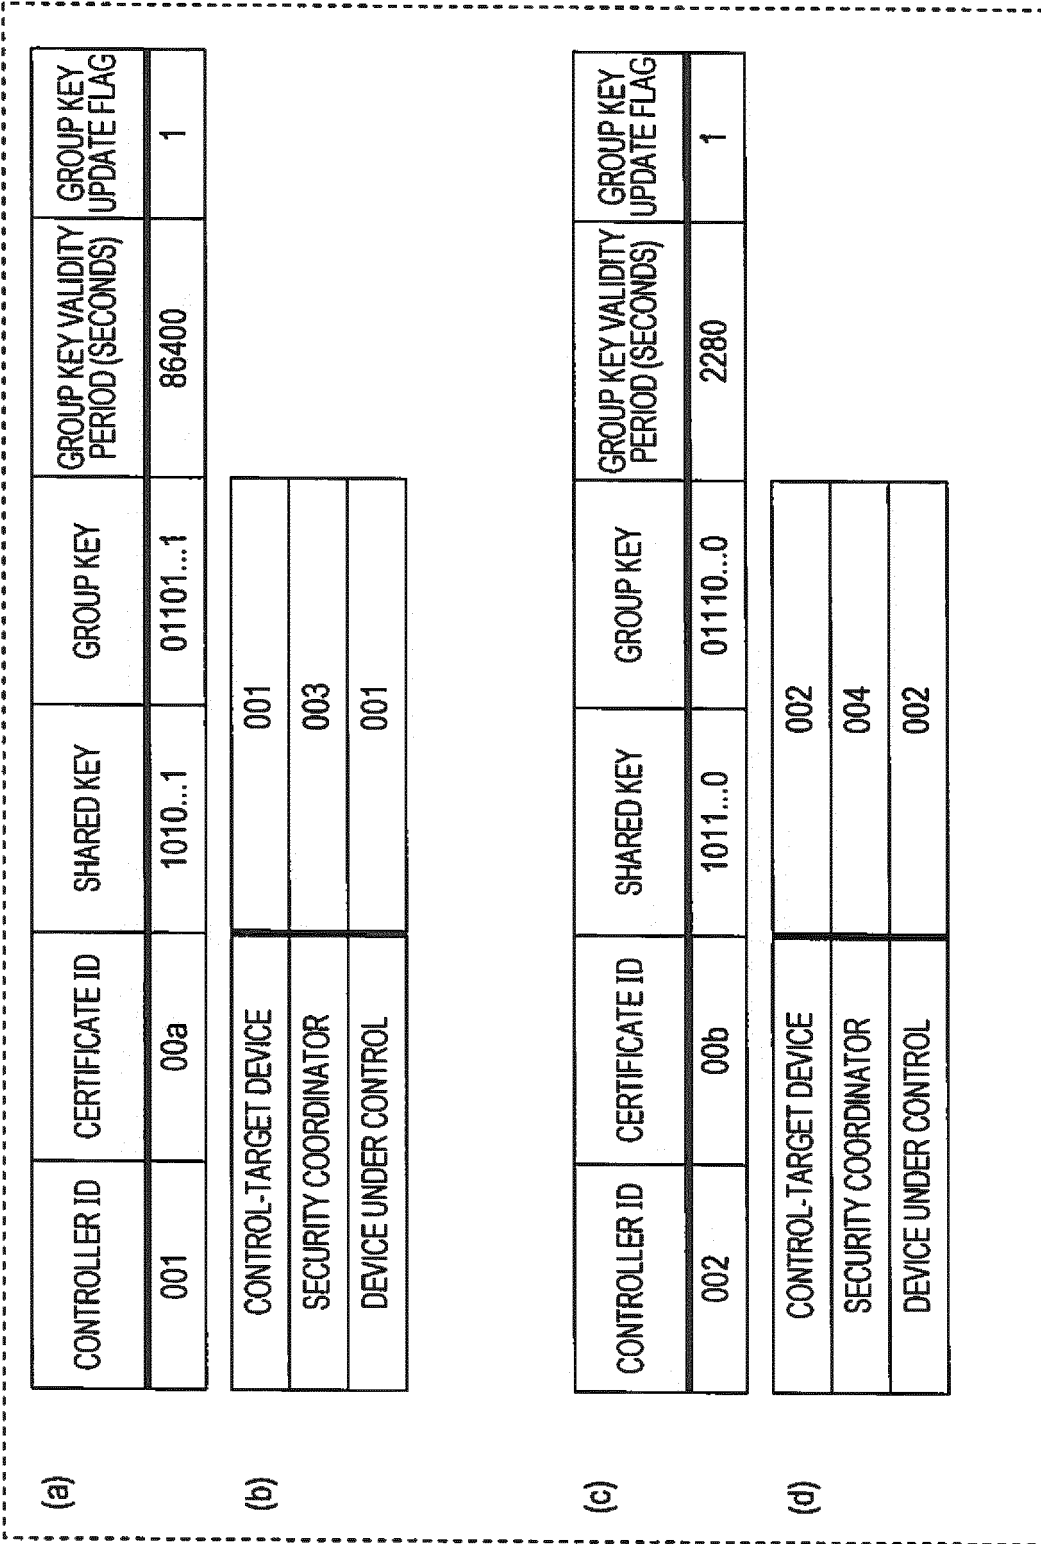 (a)
CONTROLLER ID
CERTIFICATE ID
SHARED KEY
GROUP KEY
GROUP KEY VALIDITY
PERIOD (SECONDS)
GROUP KEY
UPDATE FLAG
001
00a
1010...1
01101...1
86400
1
(b)
CONTROL-TARGET DEVICE
001
SECURITY COORDINATOR
003
DEVICE UNDER CONTROL
001
(c)
CONTROLLER ID
CERTIFICATE ID
SHARED KEY
GROUP KEY
GROUP KEY VALIDITY
PERIOD (SECONDS)
GROUP KEY
UPDATE FLAG
002
00b
1011...0
01110...0
2280
1
(d)
CONTROL-TARGET DEVICE
002
SECURITY COORDINATOR
004
DEVICE UNDER CONTROL
002